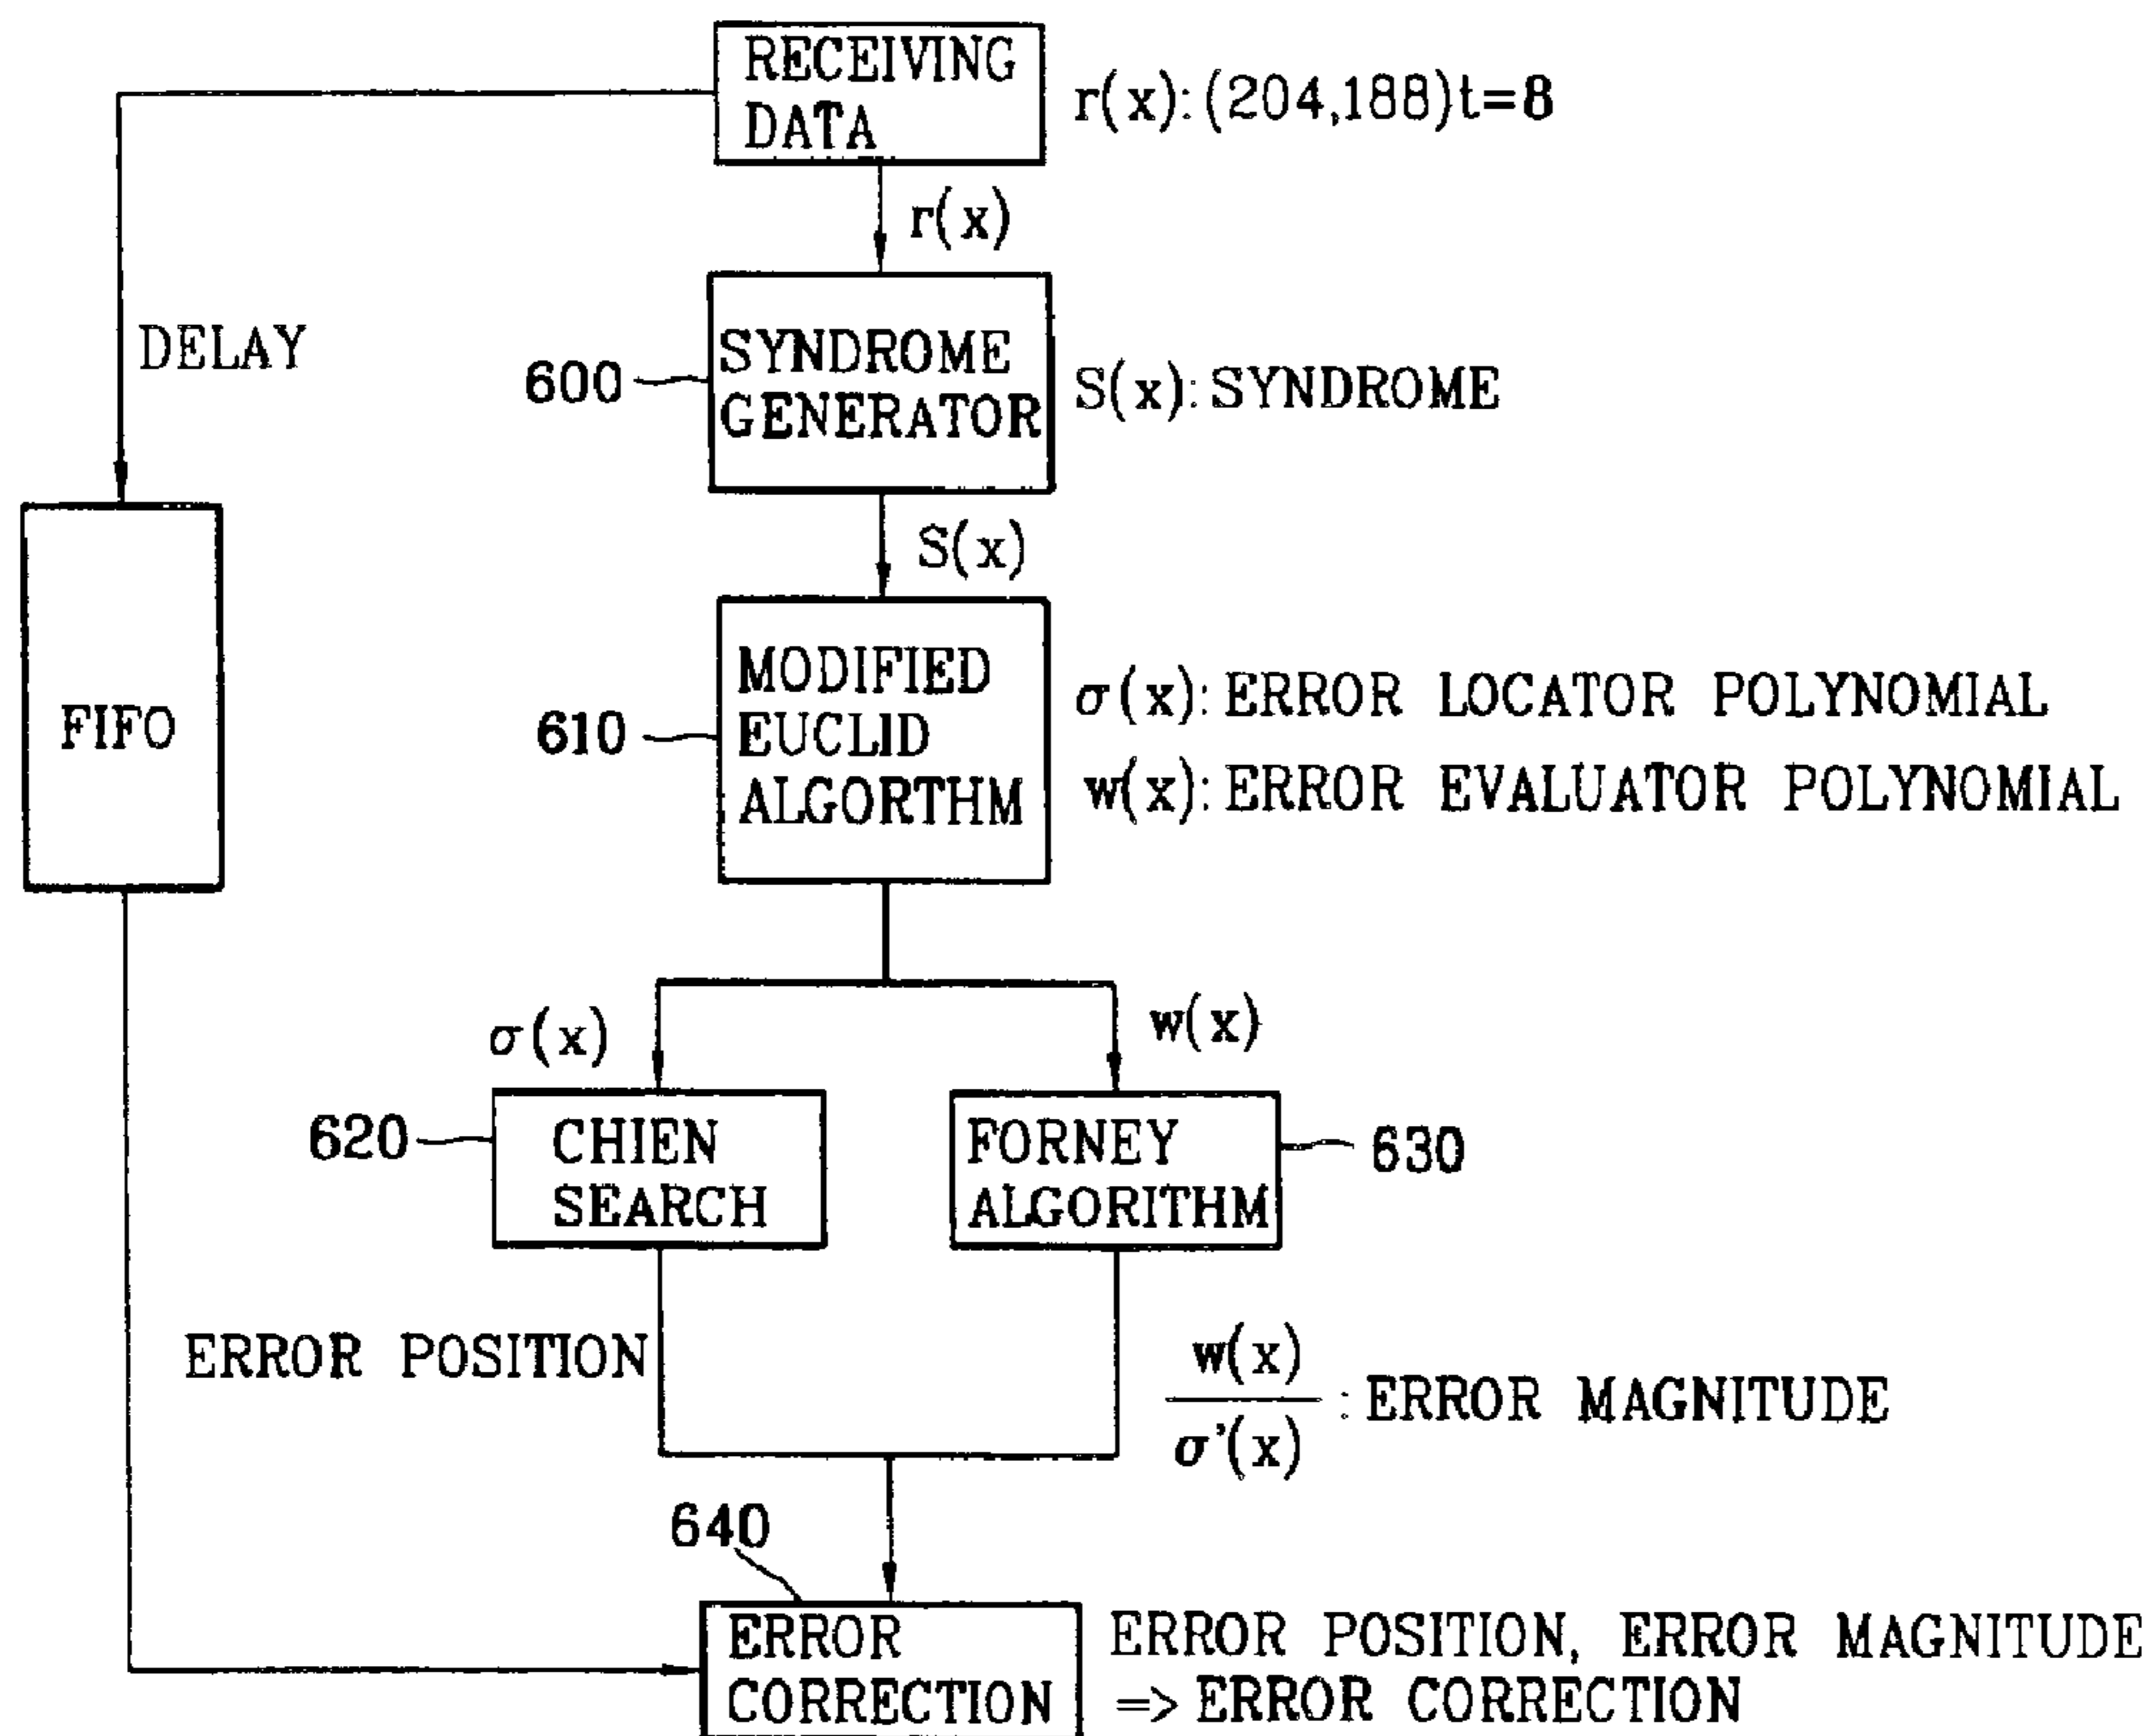 RECEIVING
DATA
r(x):(204,188)t=8
r(x)
DELAY
600
SYNDROME
GENERATOR
S(x):SYNDROME
S(x)
FIFO
610
MODIFIED
EUCLID
ALGORTHM
σ(x): ERROR LOCATOR POLYNOMIAL
w(x): ERROR EVALUATOR POLYNOMIAL
σ(x)
w(x)
620
CHIEN
SEARCH
FORNEY
ALGORITHM
630
ERROR POSITION
w(x)
σ'(x)
: ERROR MAGNITUDE
640
ERROR
CORRECTION
ERROR POSITION, ERROR MAGNITUDE
=> ERROR CORRECTION